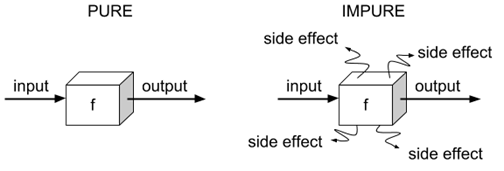 PURE
input
f
output
IMPURE
side effect
side effect
input
f
output
side effect
side effect